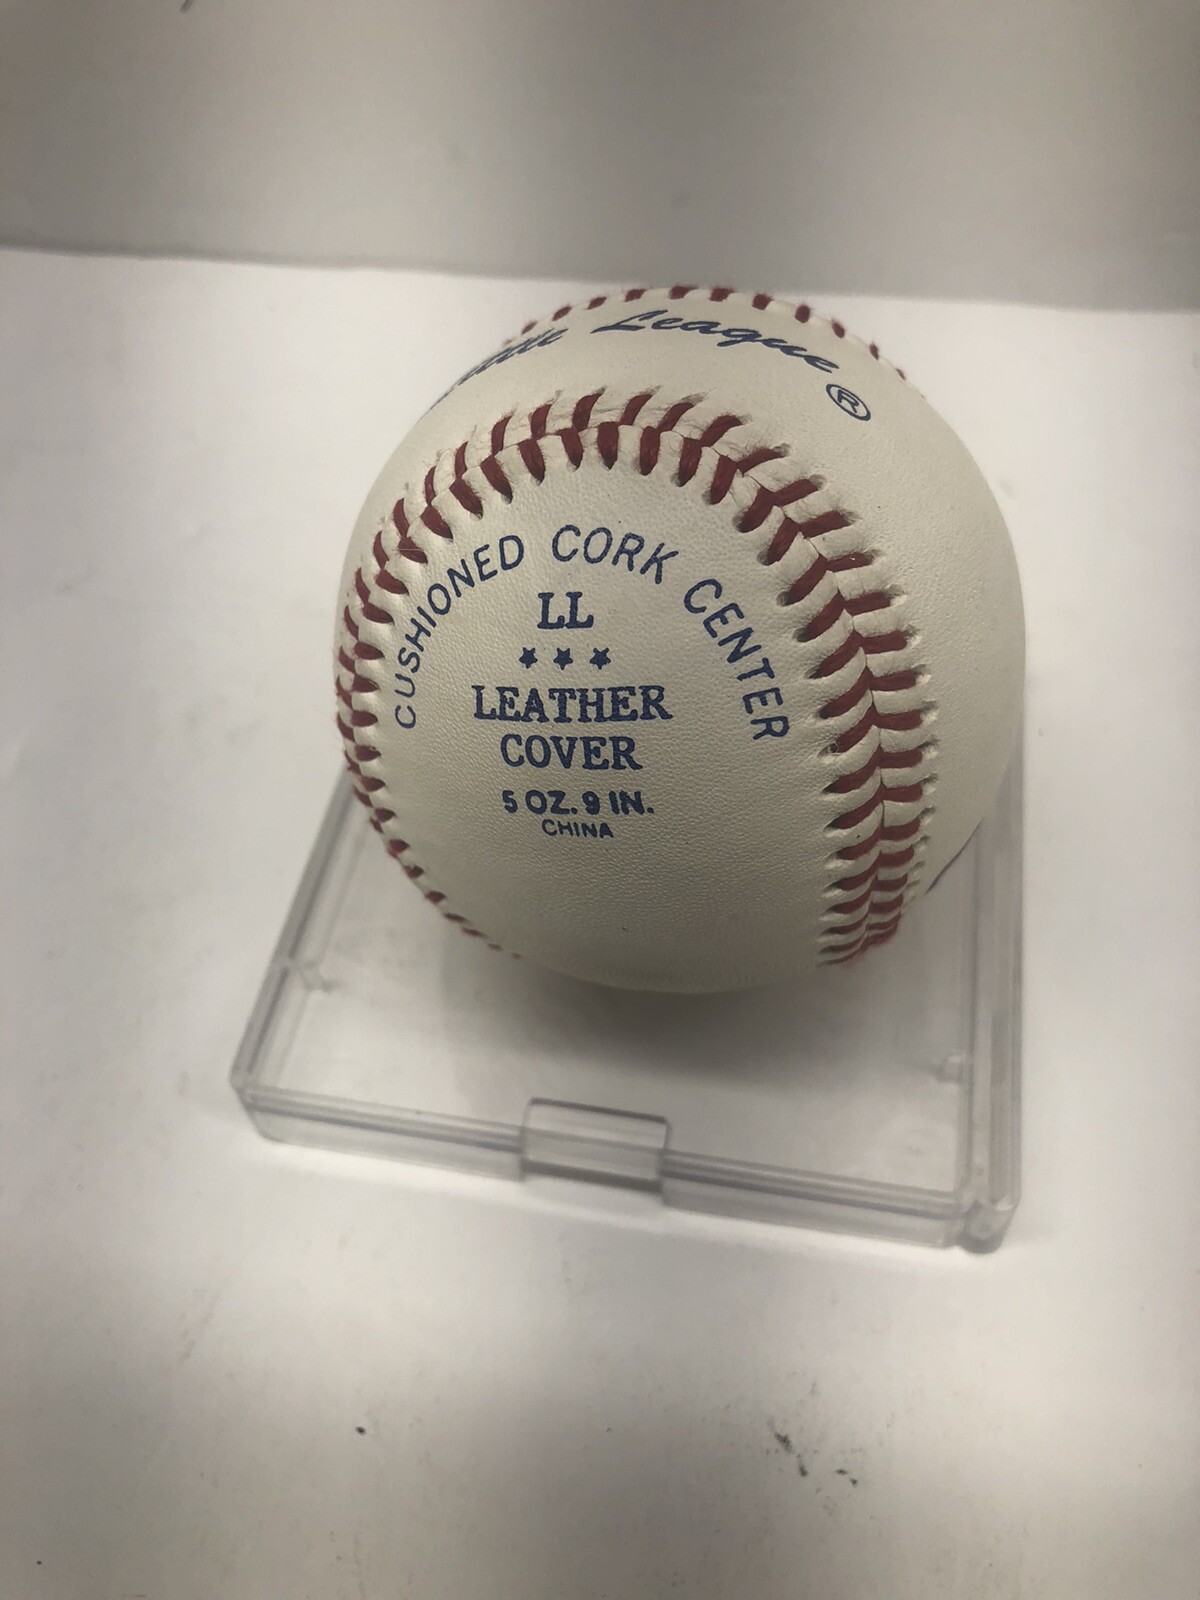 League ®
CUSHIONED CORK CENTER
LL
★★★
LEATHER
COVER
5 OZ. 9 IN.
CHINA